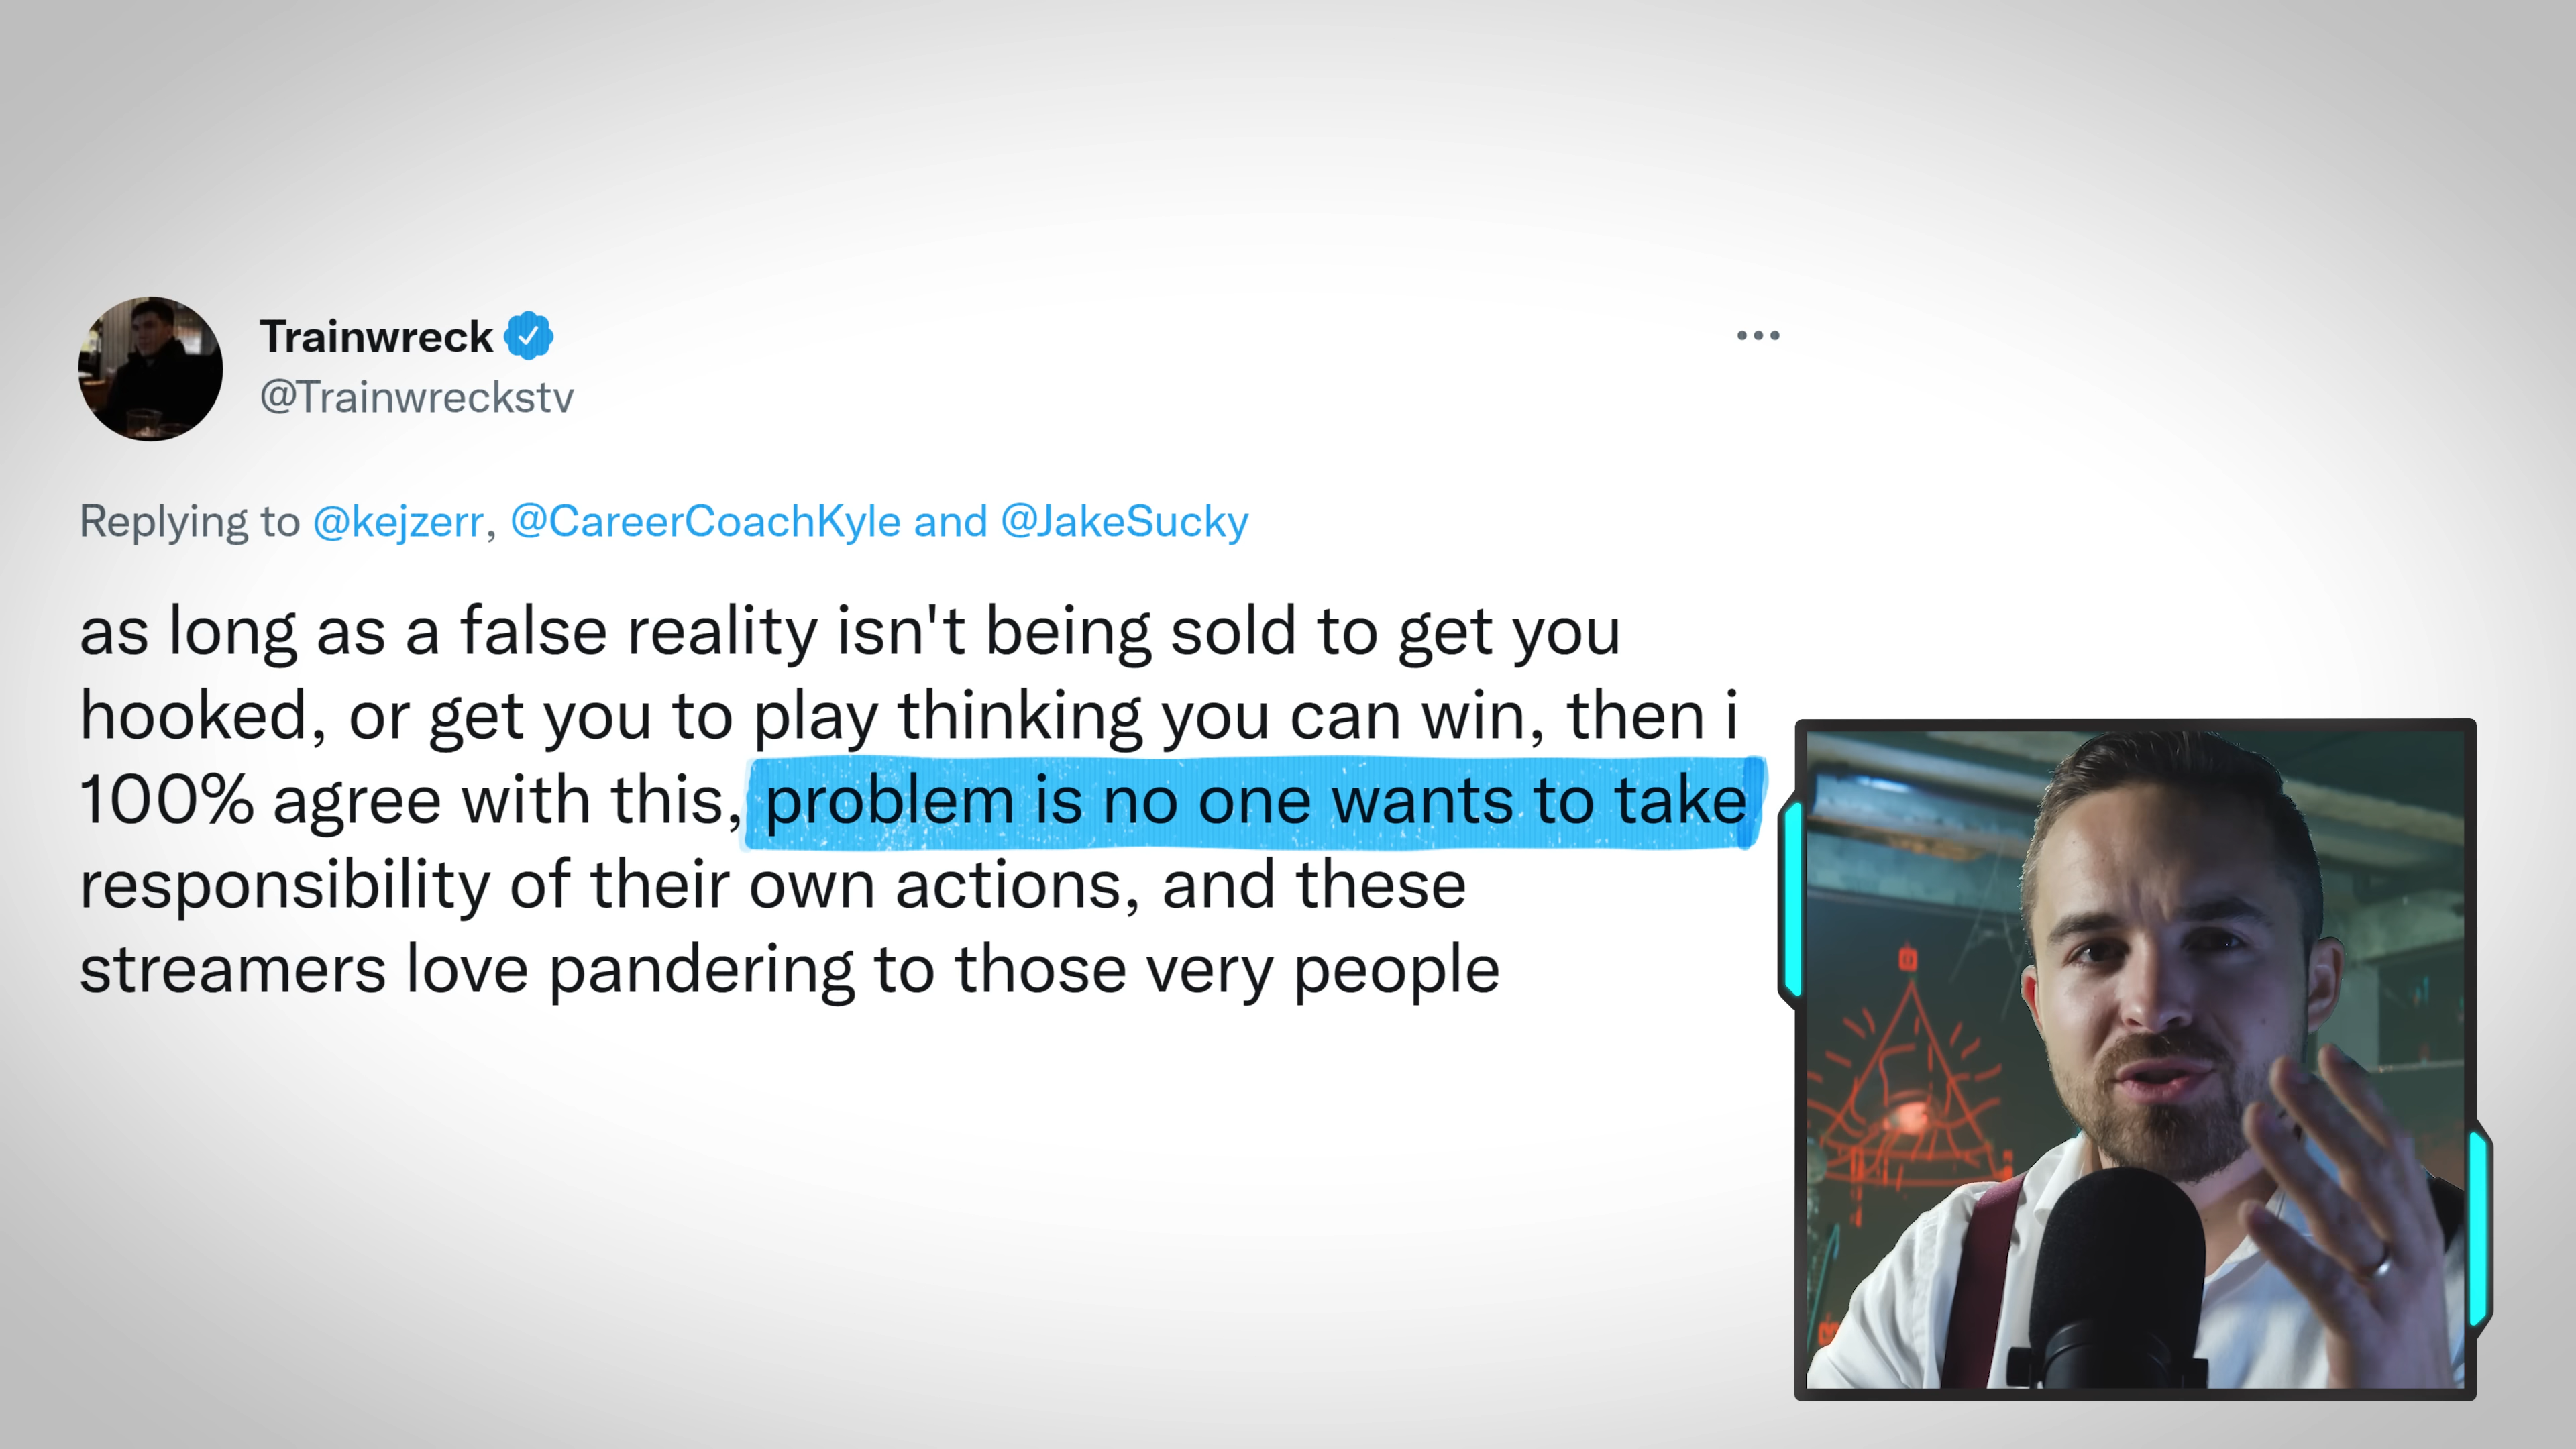 Trainwreck
@Trainwreckstv
Replying to @kejzerr, @CareerCoachKyle and @JakeSucky
as long as a false reality isn't being sold to get you
hooked, or get you to play thinking you can win, then i
100% agree with this, problem is no one wants to take
responsibility of their own actions, and these
streamers love pandering to those very people